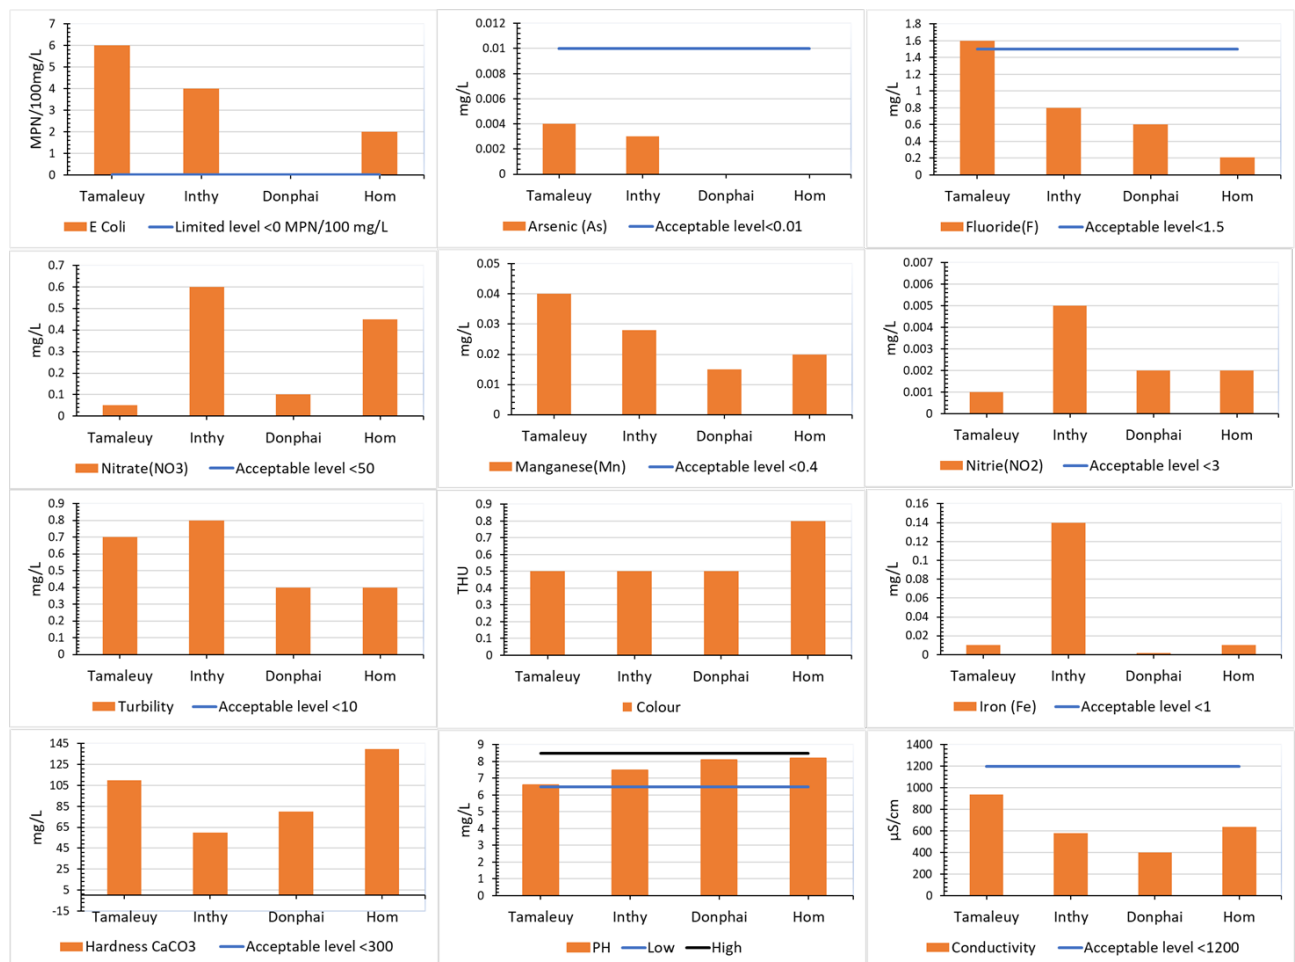 MPN/100mg/L
7
6
5
4
3
2
1
0
Tamaleuy Inthy Donphai Hom
E Coli Limited level <0 MPN/100 mg/L
mg/L
0.012
0.01
0.008
0.006
0.004
0.002
0
Tamaleuy Inthy Donphai Hom
Arsenic (As) Acceptable level<0.01
mg/L
1.8
1.6
1.4
1.2
1
0.8
0.6
0.4
0.2
0
Tamaleuy Inthy Donphai Hom
Fluoride(F) Acceptable level<1.5
mg/L
0.7
0.6
0.5
0.4
0.3
0.2
0.1
0
Tamaleuy Inthy Donphai Hom
Nitrate(NO3) Acceptable level <50
mg/L
0.05
0.04
0.03
0.02
0.01
0
Tamaleuy Inthy Donphai Hom
Manganese(Mn) Acceptable level <0.4
mg/L
0.007
0.006
0.005
0.004
0.003
0.002
0.001
0
Tamaleuy Inthy Donphai Hom
Nitrie(NO2) Acceptable level <3
mg/L
0.9
0.8
0.7
0.6
0.5
0.4
0.3
0.2
0.1
0
Tamaleuy Inthy Donphai Hom
Turbility Acceptable level <10
THU
0.9
0.8
0.7
0.6
0.5
0.4
0.3
0.2
0.1
0
Tamaleuy Inthy Donphai Hom
Colour
mg/L
0.16
0.14
0.12
0.1
0.08
0.06
0.04
0.02
0
Tamaleuy Inthy Donphai Hom
Iron (Fe) Acceptable level <1
mg/L
145
125
105
85
65
45
25
5
-15
Tamaleuy Inthy Donphai Hom
Hardness CaCO3 Acceptable level <300
mg/L
9
8
7
6
5
4
3
2
1
0
Tamaleuy Inthy Donphai Hom
PH Low High
µS/cm
1400
1200
1000
800
600
400
200
0
Tamaleuy Inthy Donphai Hom
Conductivity Acceptable level <1200